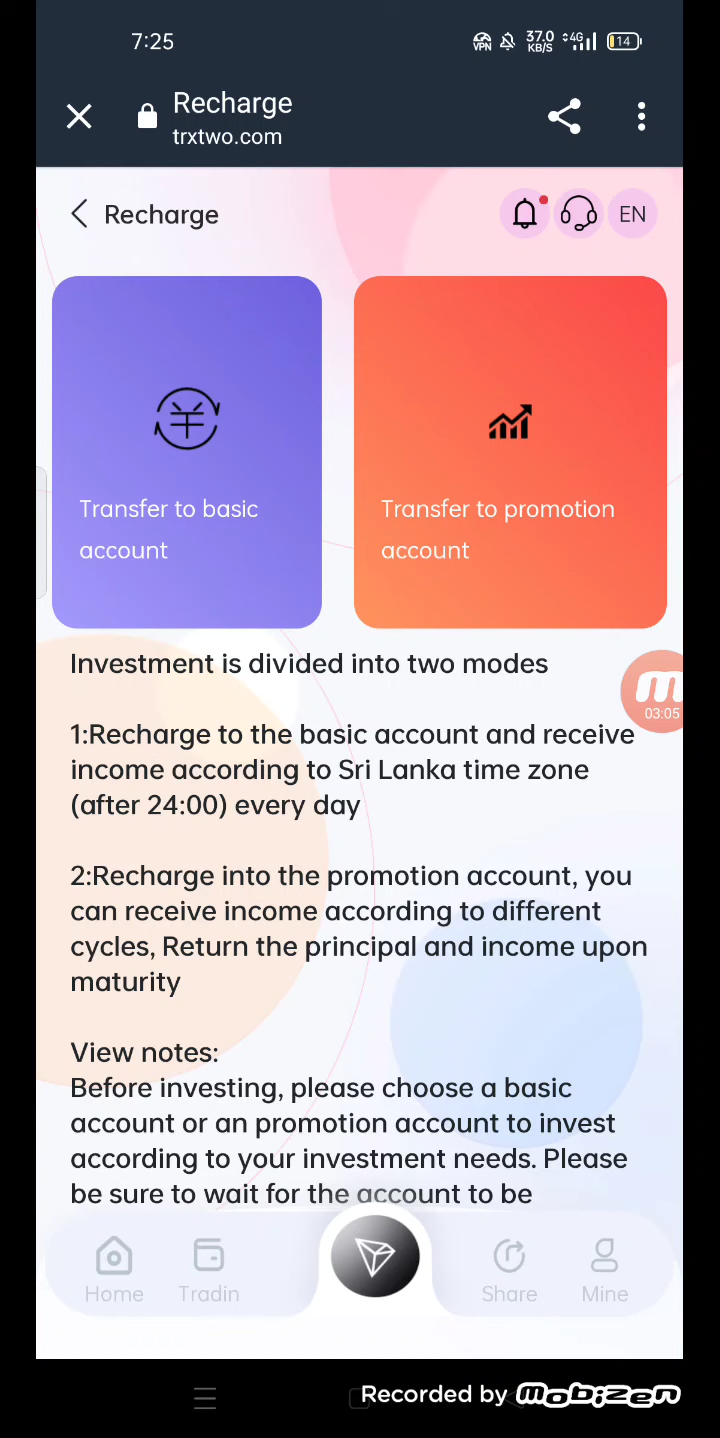 7:25
VPN 37.0 KB/S 4G 14
Recharge
trxtwo.com
Recharge
EN
Transfer to basic
account
Transfer to promotion
account
Investment is divided into two modes
1:Recharge to the basic account and receive
income according to Sri Lanka time zone
(after 24:00) every day
2:Recharge into the promotion account, you
can receive income according to different
cycles, Return the principal and income upon
maturity
View notes:
Before investing, please choose a basic
account or an promotion account to invest
according to your investment needs. Please
be sure to wait for the account to be
03:05
Home
Tradin
Share
Mine
Recorded by mobizen